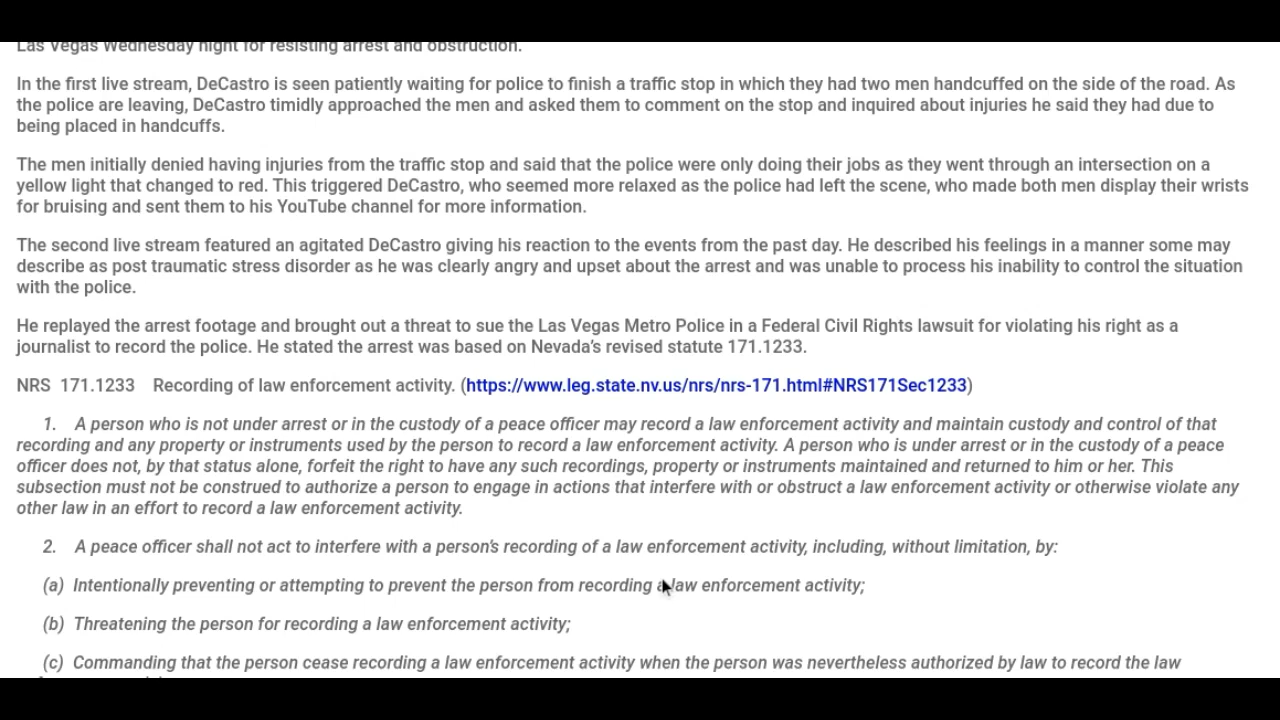 Las Vegas Wednesday night for resisting arrest and obstruction.
In the first live stream, DeCastro is seen patiently waiting for police to finish a traffic stop in which they had two men handcuffed on the side of the road. As
the police are leaving, DeCastro timidly approached the men and asked them to comment on the stop and inquired about injuries he said they had due to
being placed in handcuffs.
The men initially denied having injuries from the traffic stop and said that the police were only doing their jobs as they went through an intersection on a
yellow light that changed to red. This triggered DeCastro, who seemed more relaxed as the police had left the scene, who made both men display their wrists
for bruising and sent them to his YouTube channel for more information.
The second live stream featured an agitated DeCastro giving his reaction to the events from the past day. He described his feelings in a manner some may
describe as post traumatic stress disorder as he was clearly angry and upset about the arrest and was unable to process his inability to control the situation
with the police.
He replayed the arrest footage and brought out a threat to sue the Las Vegas Metro Police in a Federal Civil Rights lawsuit for violating his right as a
journalist to record the police. He stated the arrest was based on Nevada’s revised statute 171.1233.
NRS 171.1233 Recording of law enforcement activity. (https://www.leg.state.nv.us/nrs/nrs-171.html#NRS171Sec1233)
1. A person who is not under arrest or in the custody of a peace officer may record a law enforcement activity and maintain custody and control of that
recording and any property or instruments used by the person to record a law enforcement activity. A person who is under arrest or in the custody of a peace
officer does not, by that status alone, forfeit the right to have any such recordings, property or instruments maintained and returned to him or her. This
subsection must not be construed to authorize a person to engage in actions that interfere with or obstruct a law enforcement activity or otherwise violate any
other law in an effort to record a law enforcement activity.
2. A peace officer shall not act to interfere with a person’s recording of a law enforcement activity, including, without limitation, by:
(a) Intentionally preventing or attempting to prevent the person from recording a law enforcement activity;
(b) Threatening the person for recording a law enforcement activity;
(c) Commanding that the person cease recording a law enforcement activity when the person was nevertheless authorized by law to record the law